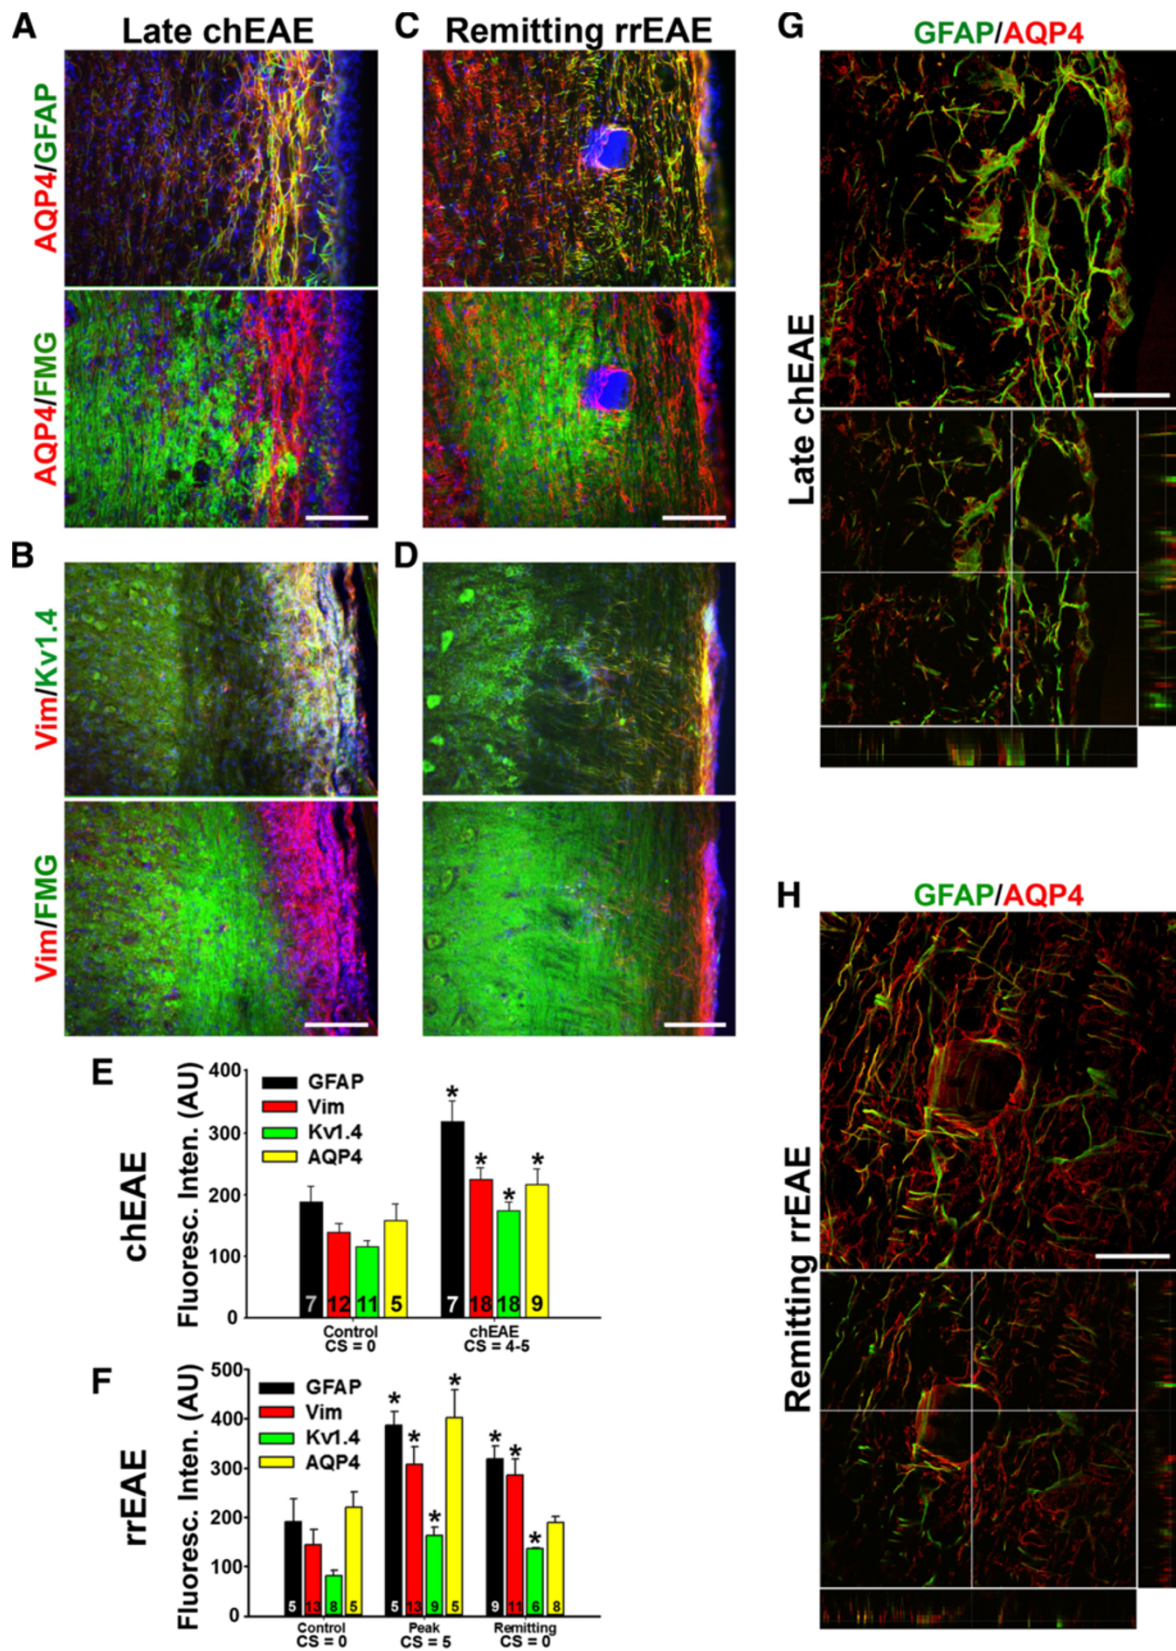 A
Late chEAE
AQP4/GFAP
AQP4/FMG
B
Vim/Kv1.4
Vim/FMG
C
Remitting rrEAE
D
E
chEAE
Fluoresc. Inten. (AU)
400
300
200
100
0
GFAP
Vim
Kv1.4
AQP4
*
*
*
*
7
12
11
5
7
18
18
9
Control
CS = 0
chEAE
CS = 4-5
F
rrEAE
Fluoresc. Inten. (AU)
500
400
300
200
100
0
GFAP
Vim
Kv1.4
AQP4
*
*
*
*
*
*
*
5
13
8
5
5
13
9
5
9
11
6
8
Control
CS = 0
Peak
CS = 5
Remitting
CS = 0
G
GFAP/AQP4
Late chEAE
H
GFAP/AQP4
Remitting rrEAE